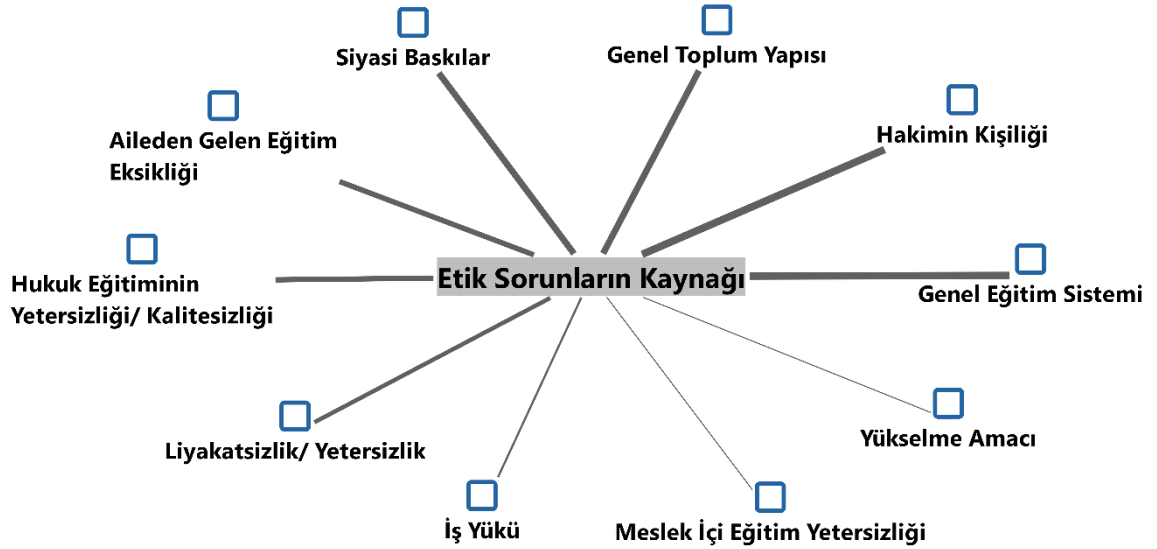 Siyasi Baskılar
Genel Toplum Yapısı
Aileden Gelen Eğitim
Eksikliği
Hakimin Kişiliği
Hukuk Eğitiminin
Yetersizliği/ Kalitesizliği
Etik Sorunların Kaynağı
Genel Eğitim Sistemi
Liyakatsizlik/ Yetersizlik
Yükselme Amacı
İş Yükü
Meslek İçi Eğitim Yetersizliği